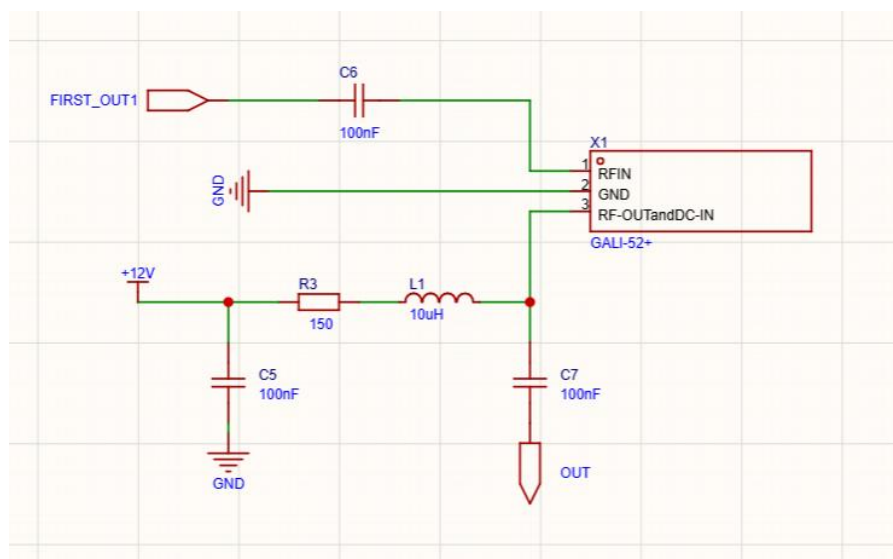 C6
FIRST_OUT1
100nF
X1
1
RFIN
GND
2
GND
3
RF-OUTandDC-IN
GALI-52+
+12V
R3
L1
150
10uH
C5
100nF
C7
100nF
OUT
GND